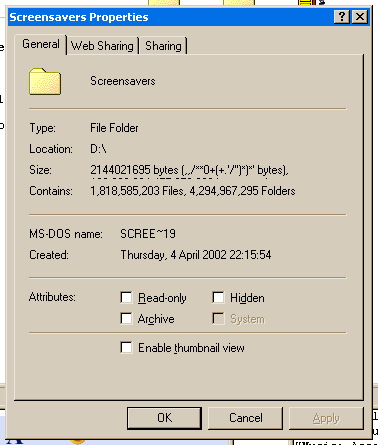 Screensavers Properties
General
Web Sharing
Sharing
Screensavers
Type: File Folder
Location: D:\
Size: 2144021695 bytes (,,/**0+(+.'/'')*)*' bytes),
Contains: 1,818,585,203 Files, 4,294,967,295 Folders
MS-DOS name: SCREE~19
Created: Thursday, 4 April 2002 22:15:54
Attributes: Read-only Hidden
Archive System
Enable thumbnail view
OK Cancel Apply